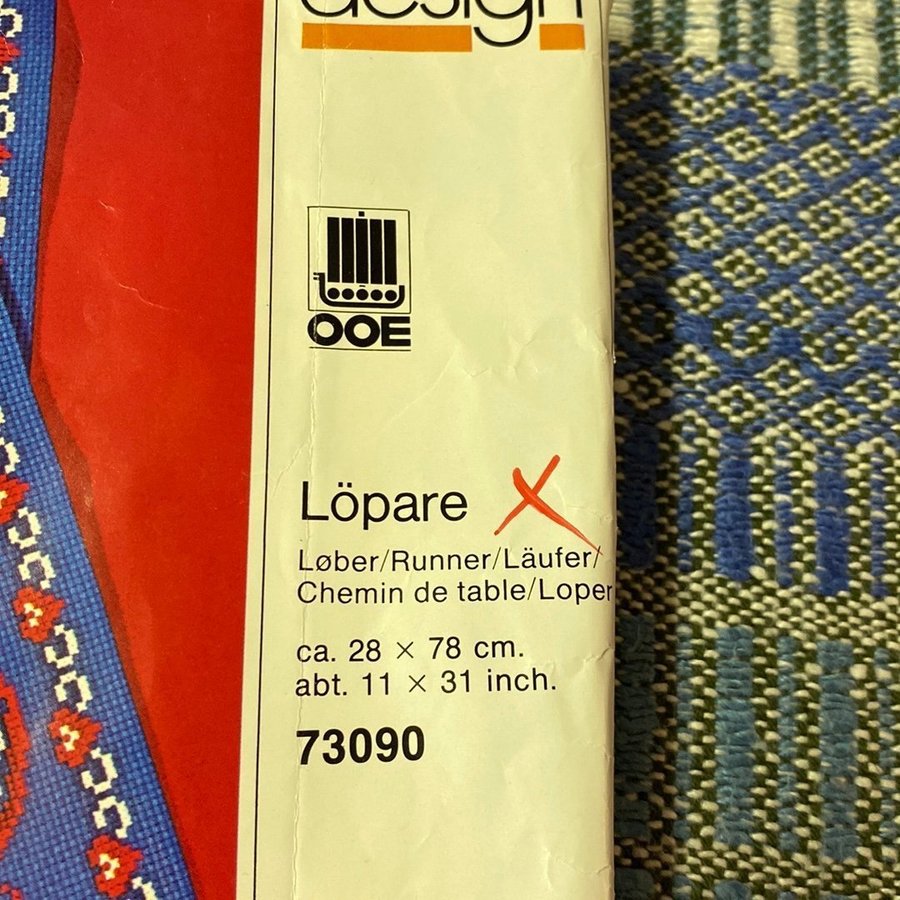 design
OOE
Löpare X
Løber/Runner/Läufer/
Chemin de table/Loper
ca. 28 × 78 cm.
abt. 11 × 31 inch.
73090